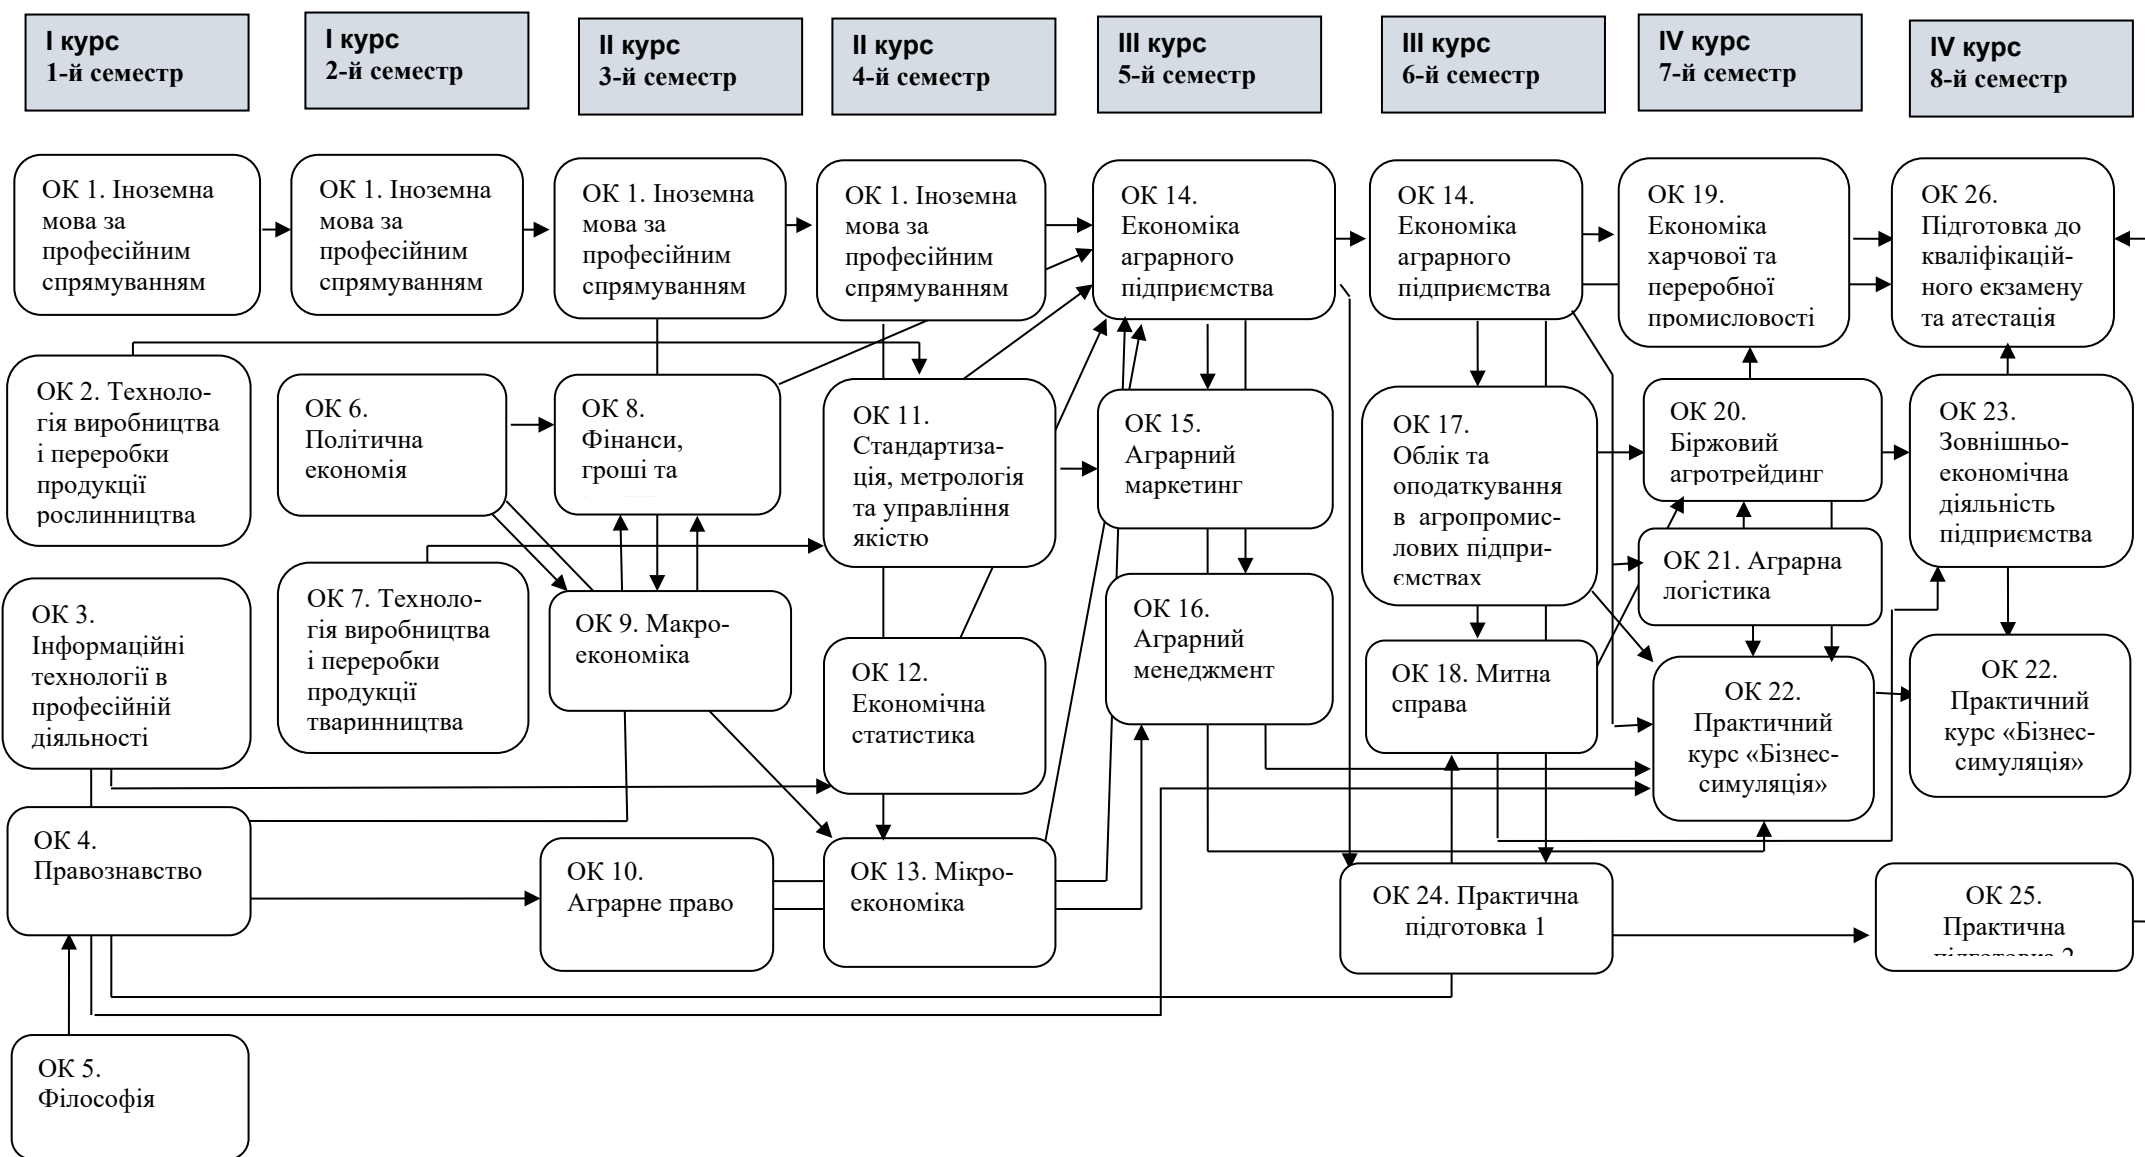 I курс
1-й семестр
I курс
2-й семестр
II курс
3-й семестр
II курс
4-й семестр
III курс
5-й семестр
III курс
6-й семестр
IV курс
7-й семестр
IV курс
8-й семестр
ОК 1. Іноземна
мова за
професійним
спрямуванням
ОК 1. Іноземна
мова за
професійним
спрямуванням
ОК 1. Іноземна
мова за
професійним
спрямуванням
ОК 1. Іноземна
мова за
професійним
спрямуванням
ОК 14.
Економіка
аграрного
підприємства
ОК 14.
Економіка
аграрного
підприємства
ОК 19.
Економіка
харчової та
переробної
промисловості
ОК 26.
Підготовка до
кваліфікацій-
ного екзамену
та атестація
ОК 2. Техноло-
гія виробництва
і переробки
продукції
рослинництва
ОК 6.
Політична
економія
ОК 8.
Фінанси,
гроші та
ОК 11.
Стандартиза-
ція, метрологія
та управління
якістю
ОК 15.
Аграрний
маркетинг
ОК 17.
Облік та
оподаткування
в агропромис-
лових підпри-
ємствах
ОК 20.
Біржовий
агротрейдинг
ОК 23.
Зовнішньо-
економічна
діяльність
підприємства
ОК 21. Аграрна
логістика
ОК 3.
Інформаційні
технології в
професійній
діяльності
ОК 7. Техноло-
гія виробництва
і переробки
продукції
тваринництва
ОК 9. Макро-
економіка
ОК 12.
Економічна
статистика
ОК 16.
Аграрний
менеджмент
ОК 18. Митна
справа
ОК 22.
Практичний
курс «Бізнес-
симуляція»
ОК 22.
Практичний
курс «Бізнес-
симуляція»
ОК 4.
Правознавство
ОК 10.
Аграрне право
ОК 13. Мікро-
економіка
ОК 24. Практична
підготовка 1
ОК 25.
Практична
підготовка 2
ОК 5.
Філософія